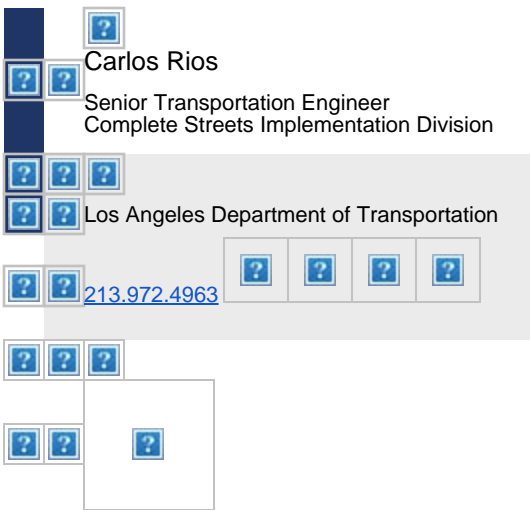 Carlos Rios
Senior Transportation Engineer
Complete Streets Implementation Division
Los Angeles Department of Transportation
213.972.4963